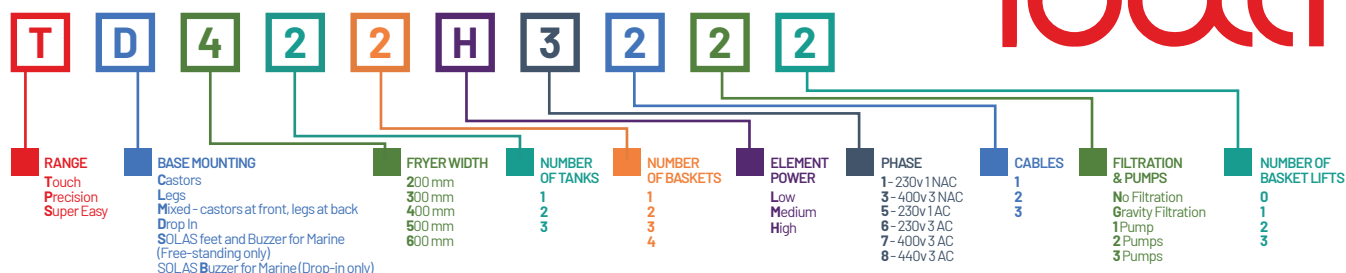 T D 4 2 2 H 3 2 2 2
RANGE
Touch
Precision
Super Easy
BASE MOUNTING
Castors
Legs
Mixed - castors at front, legs at back
Drop In
SOLAS feet and Buzzer for Marine
(Free-standing only)
SOLAS Buzzer for Marine (Drop-in only)
FRYER WIDTH
200 mm
300 mm
400 mm
500 mm
600 mm
NUMBER
OF TANKS
1
2
3
NUMBER
OF BASKETS
1
2
3
4
ELEMENT
POWER
Low
Medium
High
PHASE
1 - 230v 1 NAC
3 - 400v 3 NAC
5 - 230v 1 AC
6 - 230v 3 AC
7 - 400v 3 AC
8 - 440v 3 AC
CABLES
1
2
3
FILTRATION
& PUMPS
No Filtration
Gravity Filtration
1 Pump
2 Pumps
3 Pumps
NUMBER OF
BASKET LIFTS
0
1
2
3